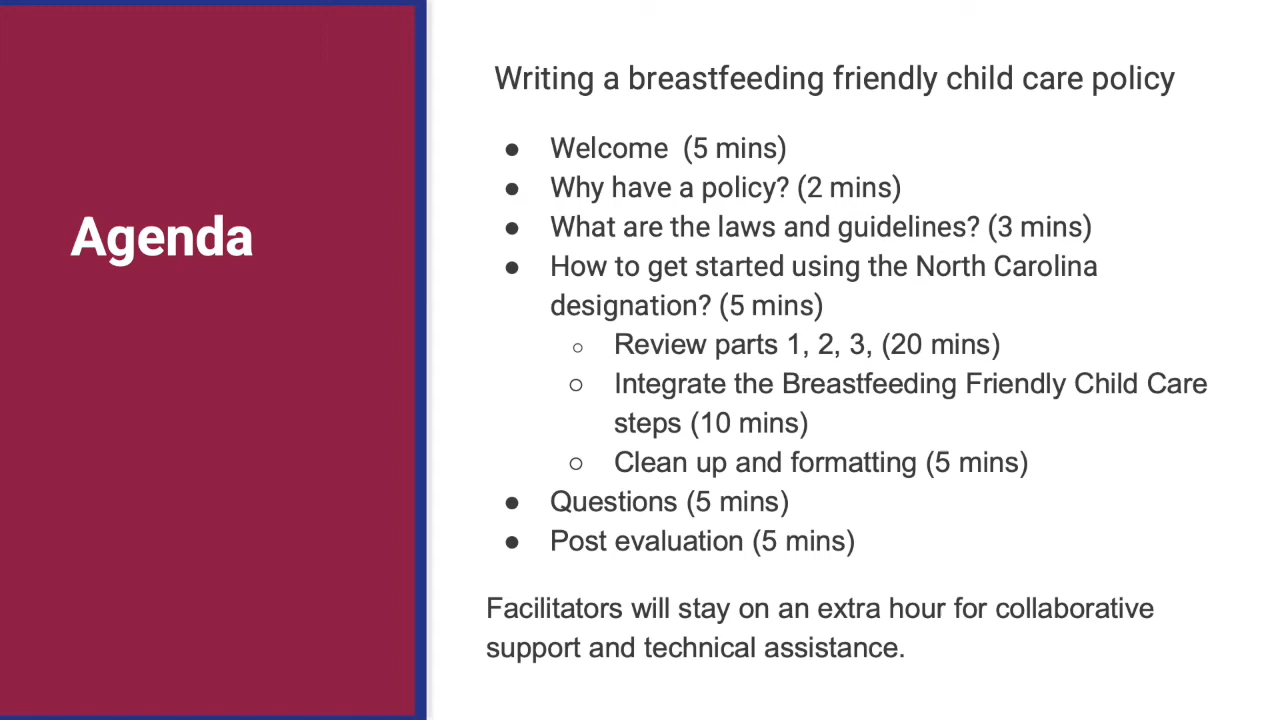 Agenda
Writing a breastfeeding friendly child care policy
● Welcome  (5 mins)
● Why have a policy? (2 mins)
● What are the laws and guidelines? (3 mins)
● How to get started using the North Carolina
designation? (5 mins)
○ Review parts 1, 2, 3, (20 mins)
○ Integrate the Breastfeeding Friendly Child Care
steps (10 mins)
○ Clean up and formatting (5 mins)
● Questions (5 mins)
● Post evaluation (5 mins)
Facilitators will stay on an extra hour for collaborative
support and technical assistance.